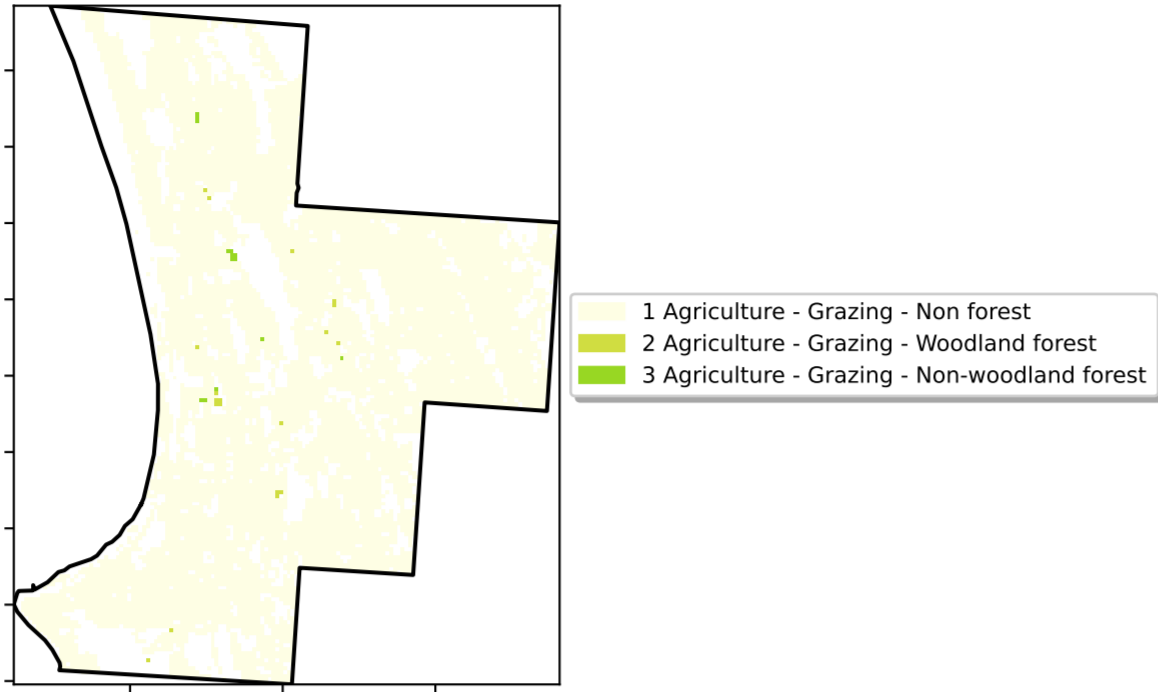 1 Agriculture - Grazing - Non forest
2 Agriculture - Grazing - Woodland forest
3 Agriculture - Grazing - Non-woodland forest